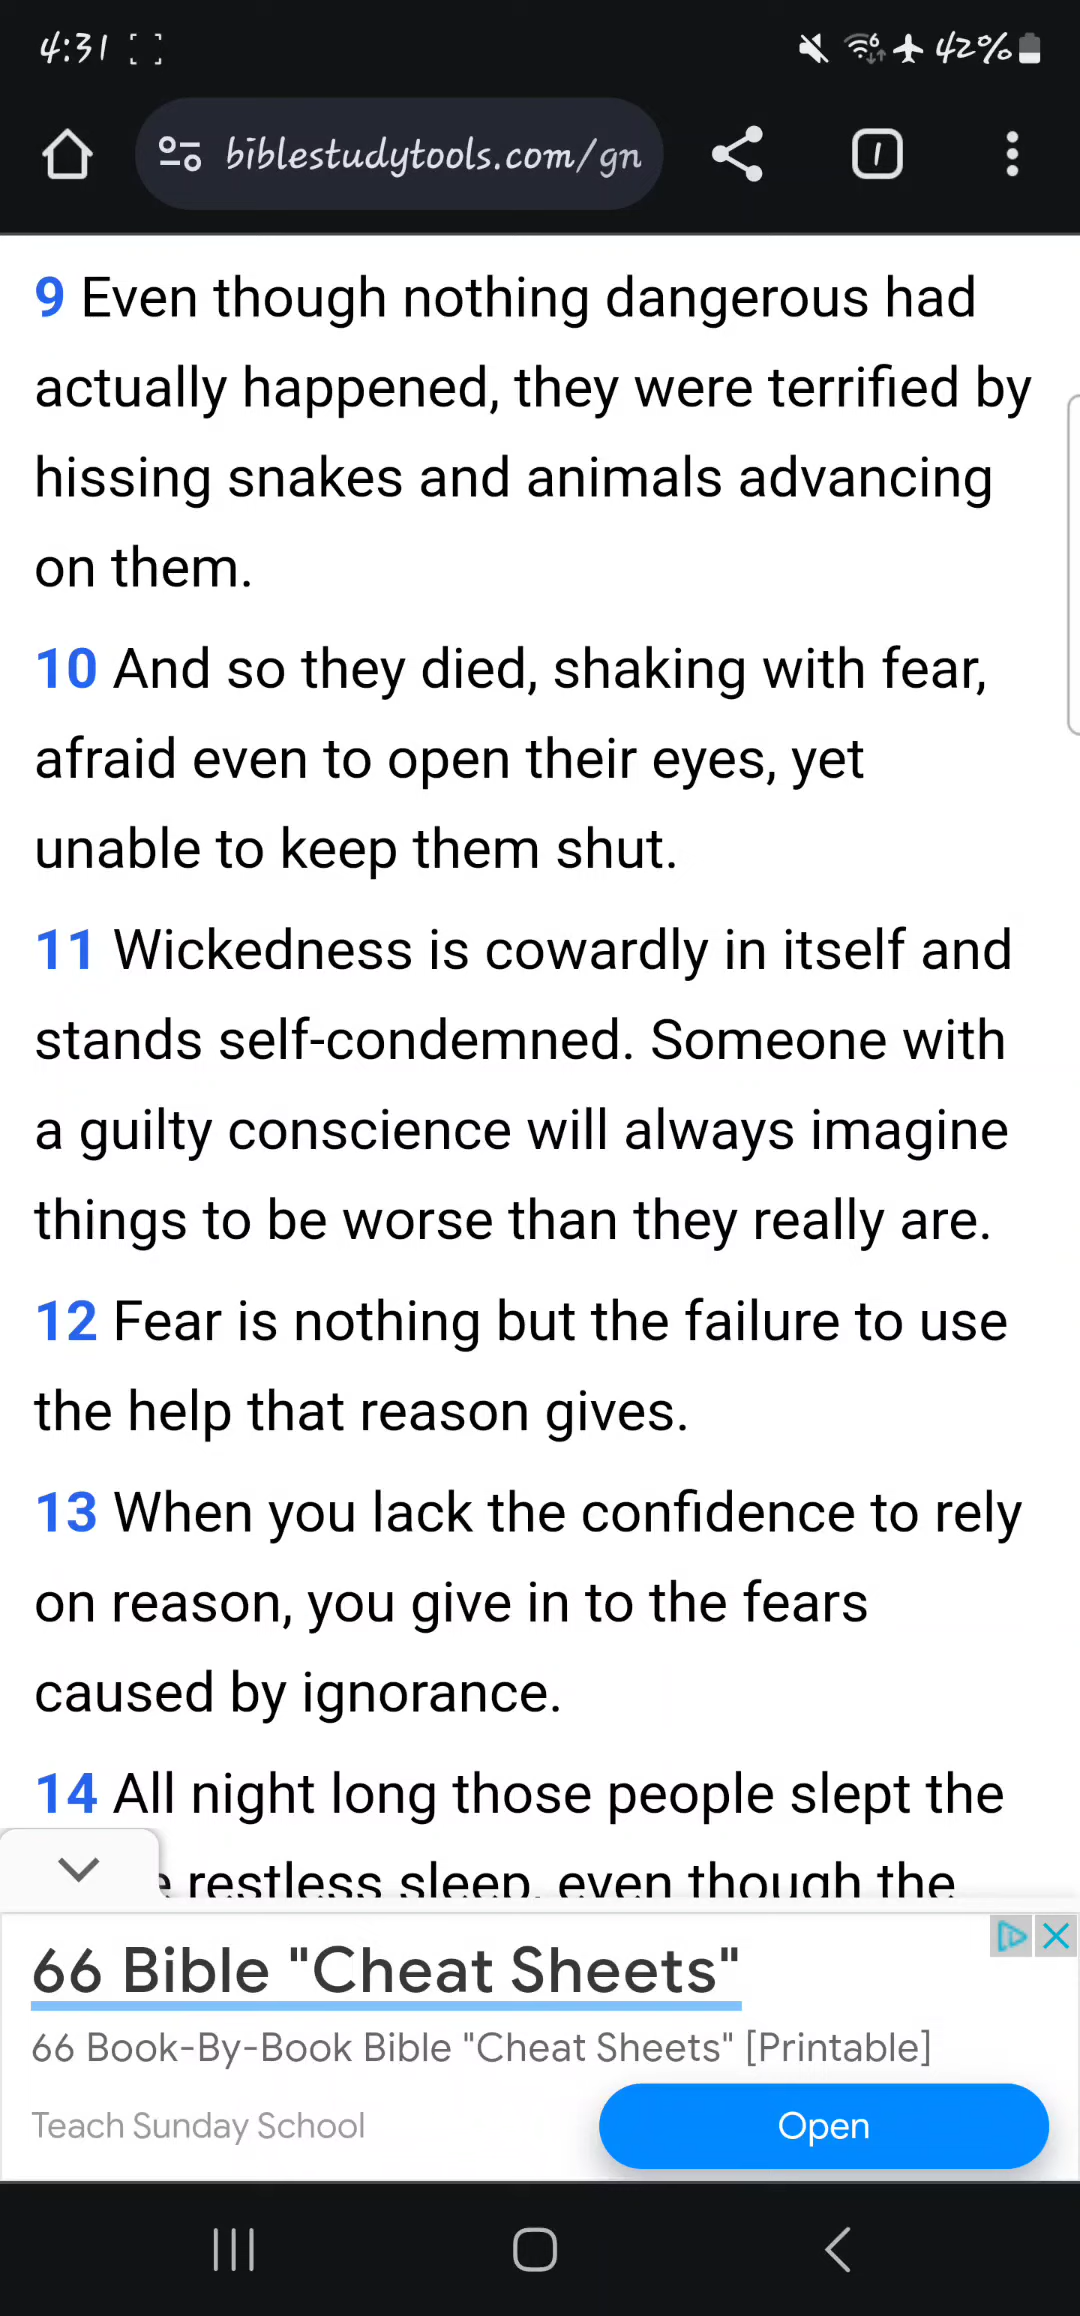 4:31
42%
biblestudytools.com/gn
1
9 Even though nothing dangerous had
actually happened, they were terrified by
hissing snakes and animals advancing
on them.
10 And so they died, shaking with fear,
afraid even to open their eyes, yet
unable to keep them shut.
11 Wickedness is cowardly in itself and
stands self-condemned. Someone with
a guilty conscience will always imagine
things to be worse than they really are.
12 Fear is nothing but the failure to use
the help that reason gives.
13 When you lack the confidence to rely
on reason, you give in to the fears
caused by ignorance.
14 All night long those people slept the
restless sleep, even though the
66 Bible "Cheat Sheets"
66 Book-By-Book Bible "Cheat Sheets" [Printable]
Teach Sunday School
Open